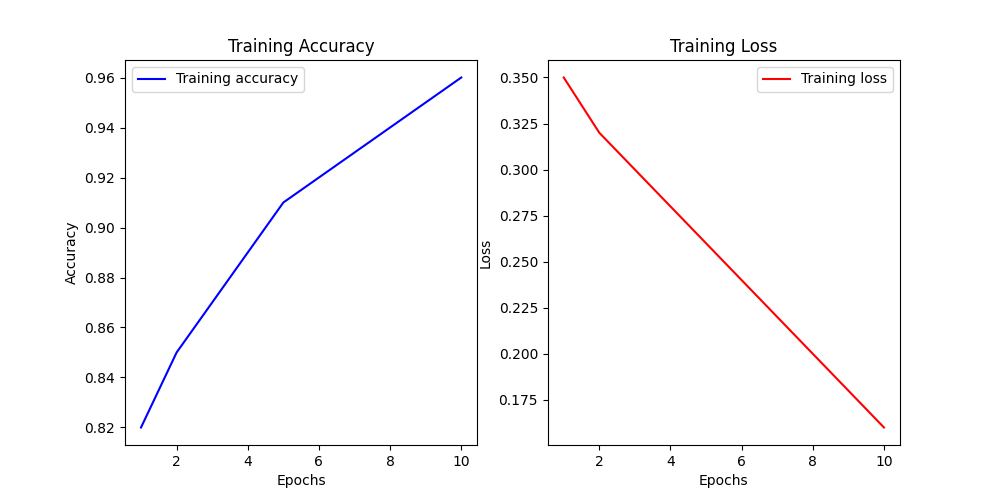 Training Accuracy
Training accuracy
0.96
0.94
0.92
0.90
0.88
0.86
0.84
0.82
Accuracy
2 4 6 8 10
Epochs
Training Loss
Training loss
0.350
0.325
0.300
0.275
0.250
0.225
0.200
0.175
Loss
2 4 6 8 10
Epochs